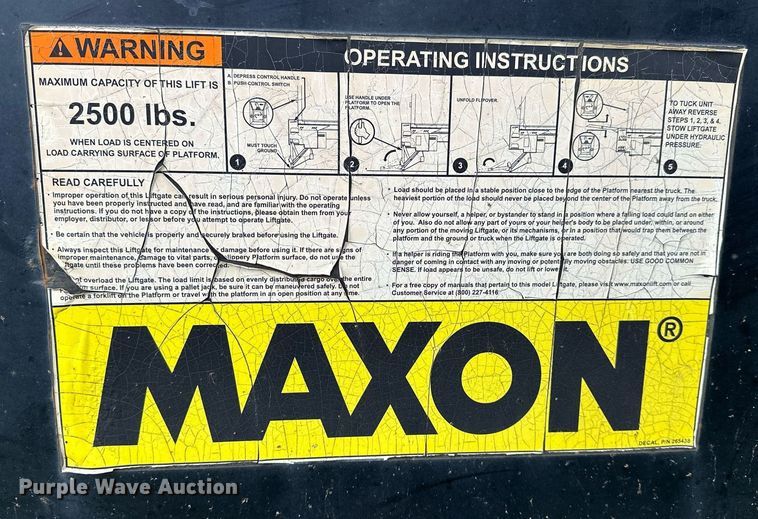 WARNING
MAXIMUM CAPACITY OF THIS LIFT IS
2500 lbs.
WHEN LOAD IS CENTERED ON
LOAD CARRYING SURFACE OF PLATFORM.
OPERATING INSTRUCTIONS
A. DEPRESS CONTROL HANDLE
B. PUSH CONTROL SWITCH
MUST TOUCH
GROUND
1
USE HANDLE UNDER
PLATFORM TO OPEN THE
PLATFORM.
2
UNFOLD FLIPOVER.
3
4
TO TUCK UNIT
AWAY REVERSE
STEPS 1, 2, 3, & 4.
STOW LIFTGATE
UNDER HYDRAULIC
PRESSURE.
5
READ CAREFULLY
• Improper operation of this Liftgate can result in serious personal injury. Do not operate unless
you have been properly instructed and have read, and are familiar with the operating
instructions. If you do not have a copy of the instructions, please obtain them from your
employer, distributor, or lessor before you attempt to operate Liftgate.
• Be certain that the vehicle is properly and securely braked before using the Liftgate.
• Always inspect this Liftgate for maintenance damage before using it. If there are signs of
improper maintenance, damage to vital parts, slippery Platform surface, do not use the
Liftgate until these problems have been
not overload the Liftgate. The load limit is based on evenly distributed cargo over the entire
surface. If you are using a pallet jack, be sure it can be maneuvered safely. Do not
operate a forklift on the Platform or travel with the platform in an open position at any time.
• Load should be placed in a stable position close to the edge of the Platform nearest the truck. The
heaviest portion of the load should never be placed beyond the center of the Platform away from the truck.
• Never allow yourself, a helper, or bystander to stand in a position where a falling load could land on either
of you. Also do not allow any part of yours or your helper's body to be placed under, within, or around
any portion of the moving Liftgate, or its mechanisms, or in a position that would trap them between the
platform and the ground or truck when the Liftgate is operated.
If a helper is riding the Platform with you, make sure you are both doing so safely and that you are not in
danger of coming in contact with any moving or potentially moving obstacles. USE GOOD COMMON
SENSE. If load appears to be unsafe, do not lift or lower it.
For a free copy of manuals that pertain to this model Liftgate, please visit www.maxonlift.com or call
Customer Service at (800) 227-4116.
MAXON®
DECAL, P/N 265438
Purple Wave Auction